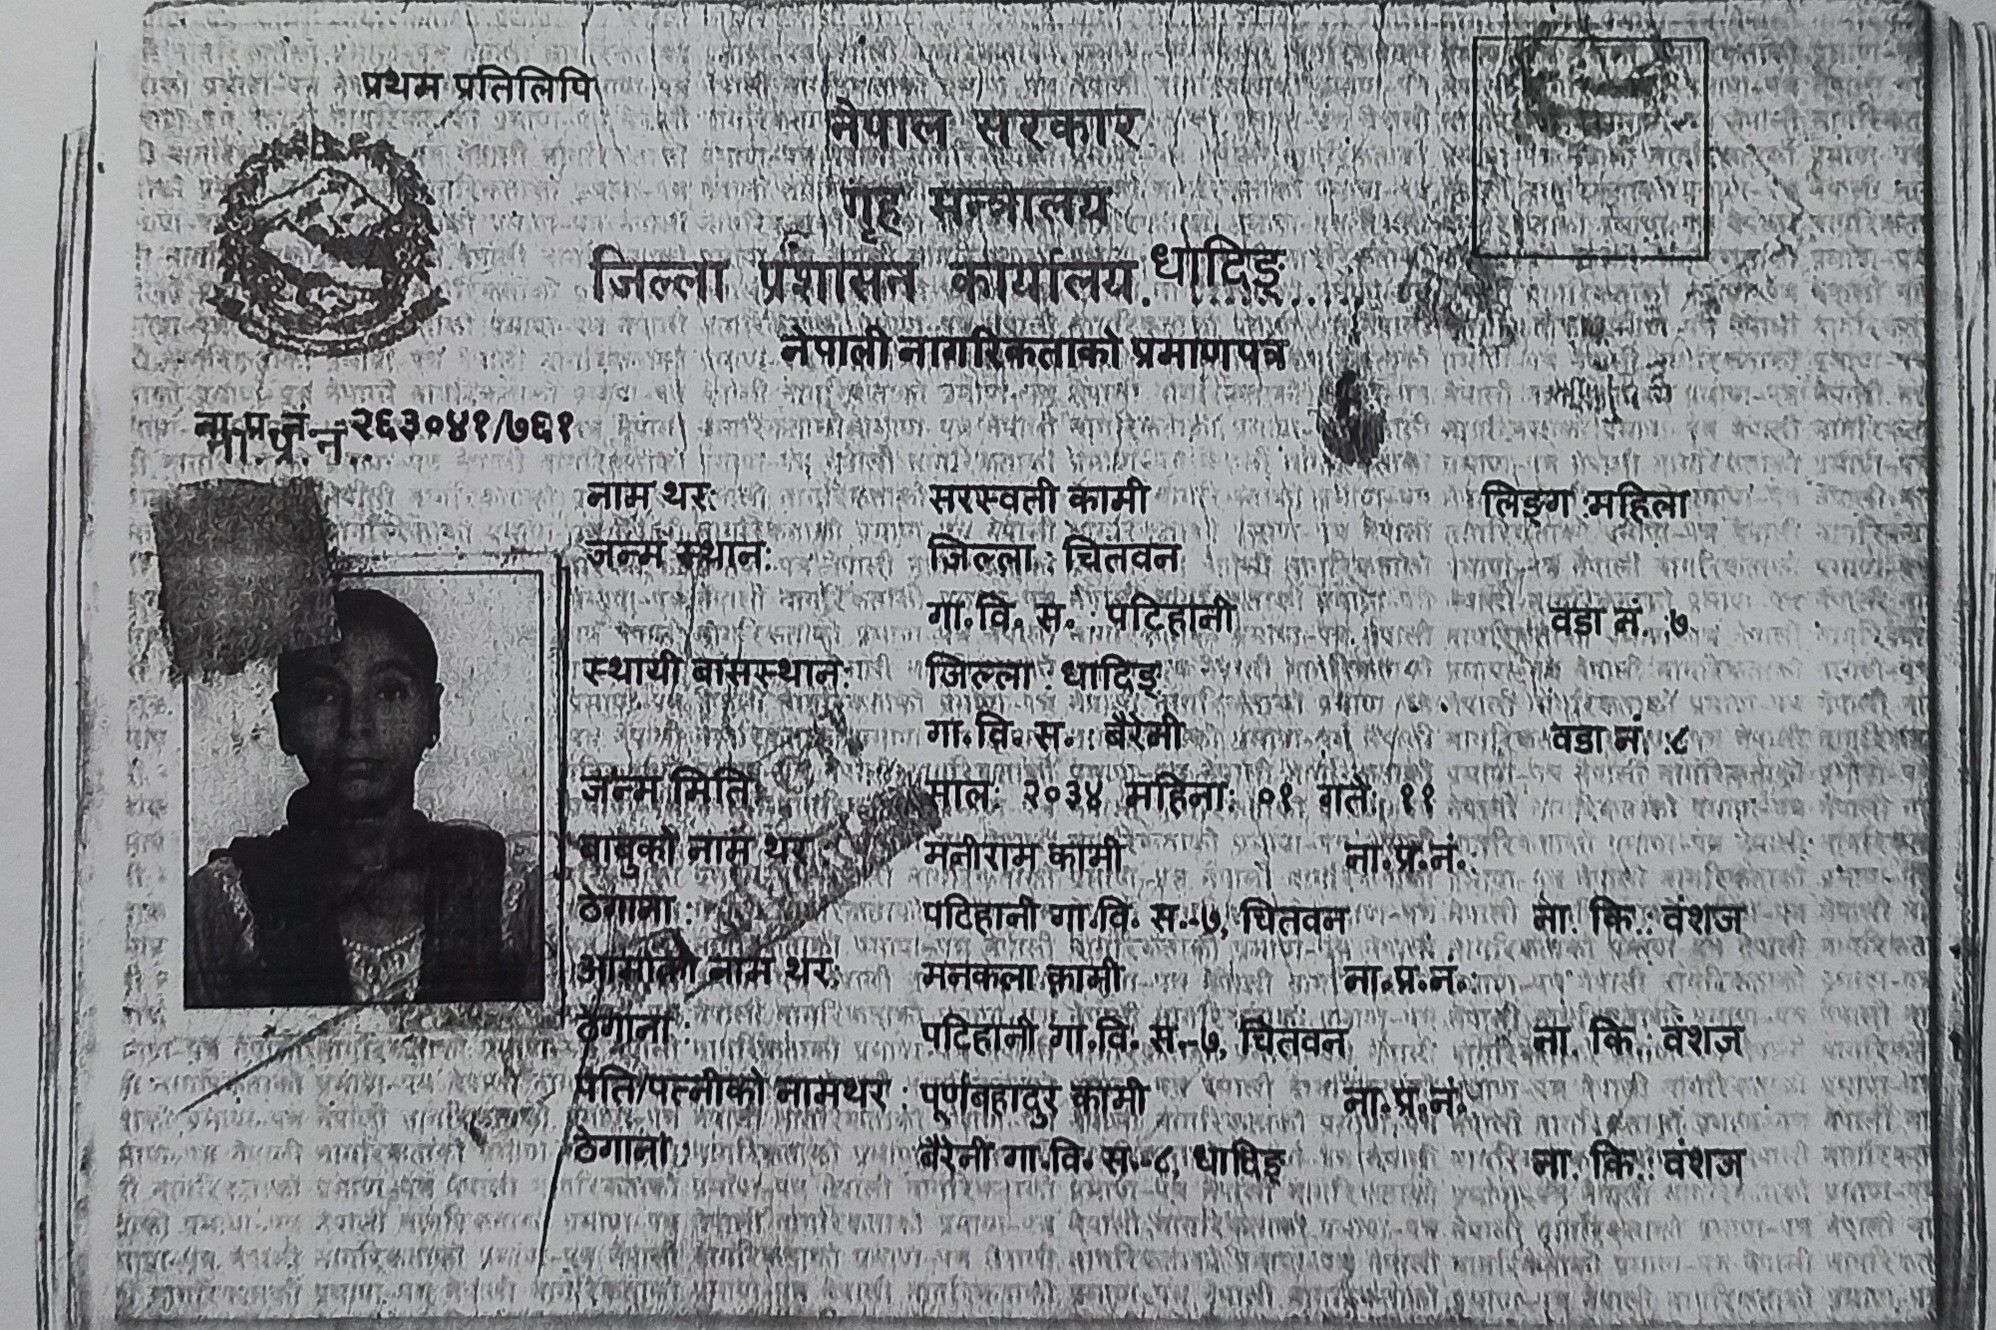 प्रथम प्रतिलिपि
नेपाल सरकार
गृह मन्त्रालय
जिल्ला प्रशासन कार्यालय, धादिङ्
नेपाली नागरिकताको प्रमाणपत्र
ना.प्र.नं. २६३०४१/७६१
ना.प्र.नं.
नाम थर: सरस्वती कामी लिङ्ग :महिला
जन्म स्थान: जिल्ला : चितवन
गा.वि. स. : पटिहानी वडा नं. :७
स्थायी बासस्थान: जिल्ला : धादिङ्
गा.वि. स. : बैरेनी वडा नं. :८
जन्म मिति साल: २०३४ महिना: ०१ गते: ११
बाबुको नाम थर मनीराम कामी ना.प्र.नं.:
ठेगाना : पटिहानी गा.वि. स.-७, चितवन ना. कि.: वंशज
आमाको नाम थर: मनकला कामी ना.प्र.नं.:
ठेगाना : पटिहानी गा.वि. स.-७, चितवन ना. कि.: वंशज
पति/पत्नीको नामथर : पूर्णबहादुर कामी ना.प्र.नं.:
ठेगाना : बैरेनी गा.वि. स.-८, धादिङ् ना. कि.: वंशज